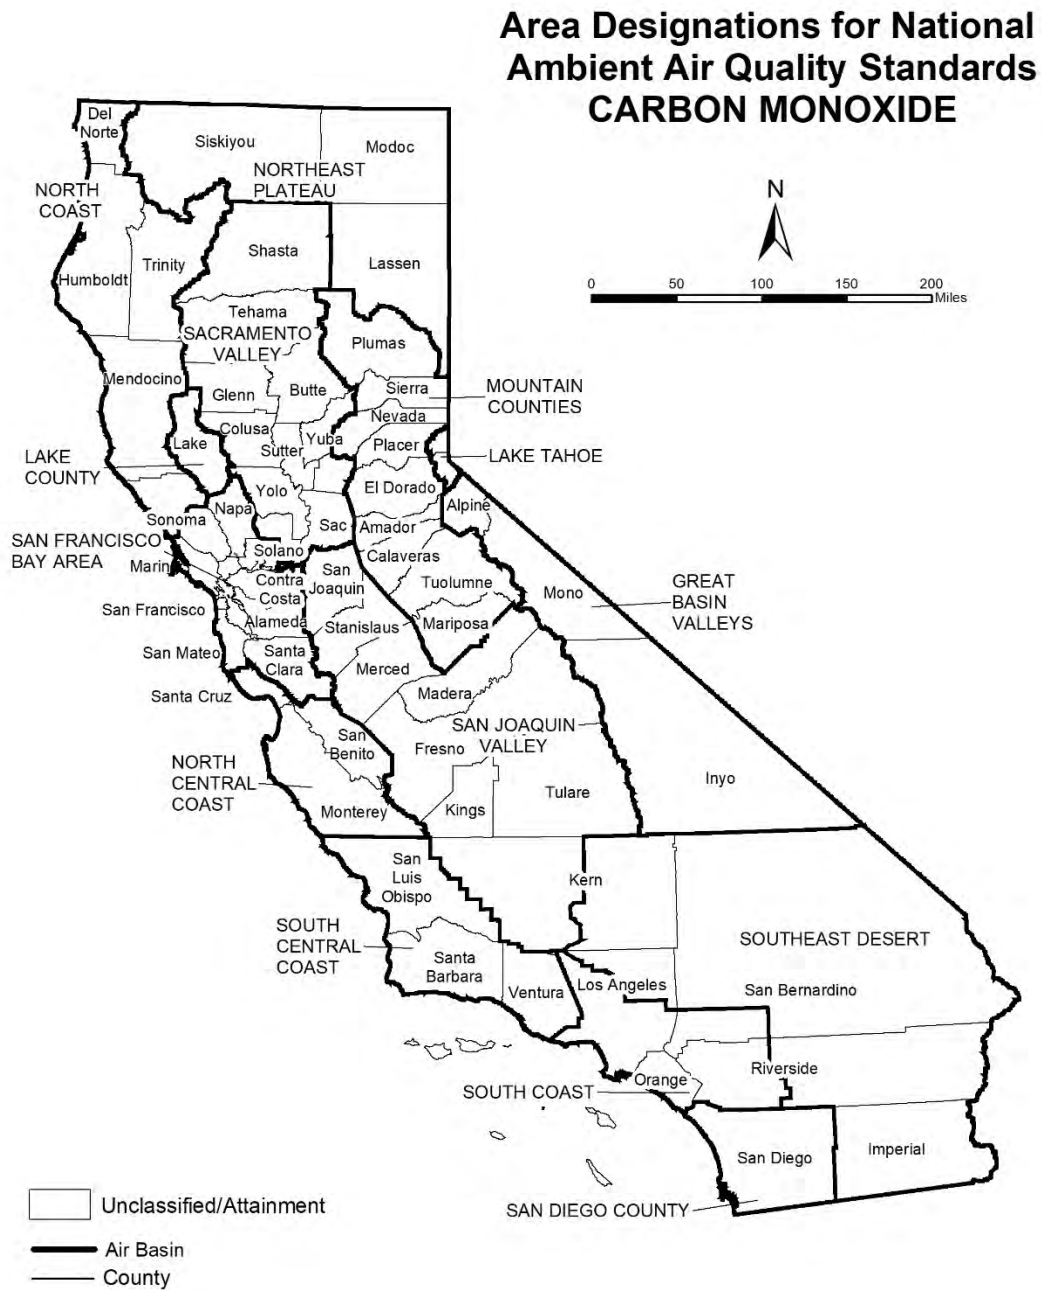 Area Designations for National
Ambient Air Quality Standards
CARBON MONOXIDE
N
0 50 100 150 200
Miles
Del
Norte
Siskiyou
Modoc
NORTHEAST
PLATEAU
NORTH
COAST
Shasta
Trinity
Lassen
Humboldt
Tehama
SACRAMENTO
VALLEY
Plumas
Mendocino
Glenn
Butte
Sierra
MOUNTAIN
COUNTIES
Nevada
Colusa
Yuba
Sutter
Placer
Lake
LAKE
COUNTY
LAKE TAHOE
Yolo
El Dorado
Alpine
Napa
Sonoma
Sac
Amador
SAN FRANCISCO
BAY AREA
Solano
Calaveras
Marin
Contra
Costa
San
Joaquin
Tuolumne
Mono
GREAT
BASIN
VALLEYS
San Francisco
Alameda
Stanislaus
Mariposa
San Mateo
Santa
Clara
Merced
Santa Cruz
Madera
SAN JOAQUIN
VALLEY
San
Benito
Fresno
NORTH
CENTRAL
COAST
Inyo
Tulare
Monterey
Kings
San
Luis
Obispo
Kern
SOUTH
CENTRAL
COAST
SOUTHEAST DESERT
Santa
Barbara
Ventura
Los Angeles
San Bernardino
Riverside
Orange
SOUTH COAST
San Diego
Imperial
SAN DIEGO COUNTY
Unclassified/Attainment
Air Basin
County